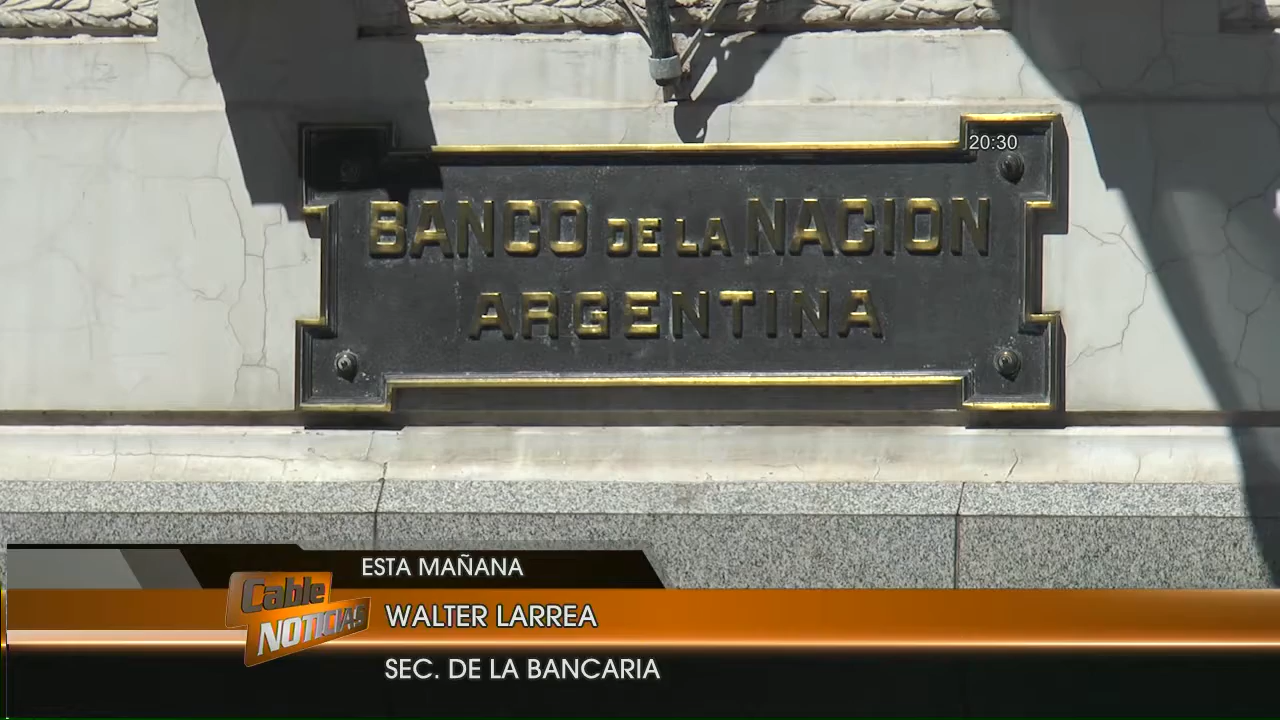 20:30
BANCO DE LA NACION
ARGENTINA
ESTA MAÑANA
Cable
NOTICIAS
WALTER LARREA
SEC. DE LA BANCARIA